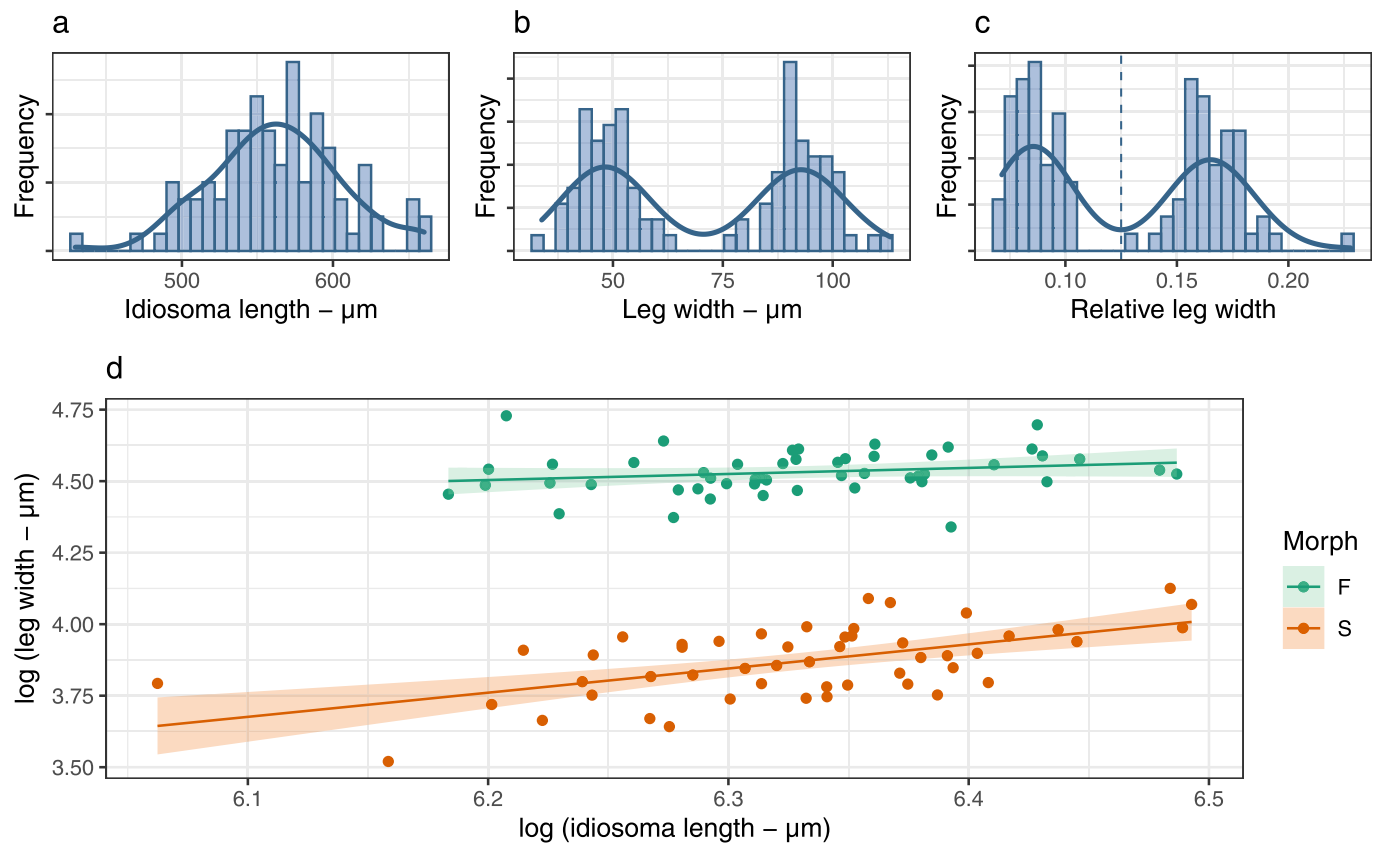 a
b
c
Frequency
Frequency
Frequency
500
600
50
75
100
0.10
0.15
0.20
Idiosoma length − µm
Leg width − µm
Relative leg width
d
log (leg width − µm)
4.75
4.50
4.25
4.00
3.75
3.50
6.1
6.2
6.3
6.4
6.5
log (idiosoma length − µm)
Morph
F
S